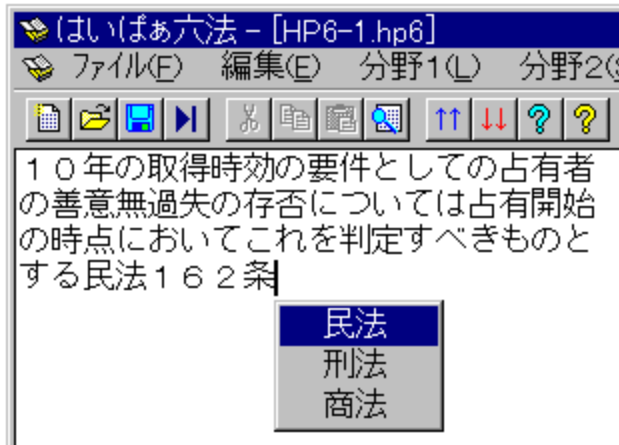 はいぱぁ六法 - [HP6-1.hp6]
ファイル(F) 編集(E) 分野1(L) 分野2(
１０年の取得時効の要件としての占有者
の善意無過失の存否については占有開始
の時点においてこれを判定すべきものと
する民法１６２条
民法
刑法
商法